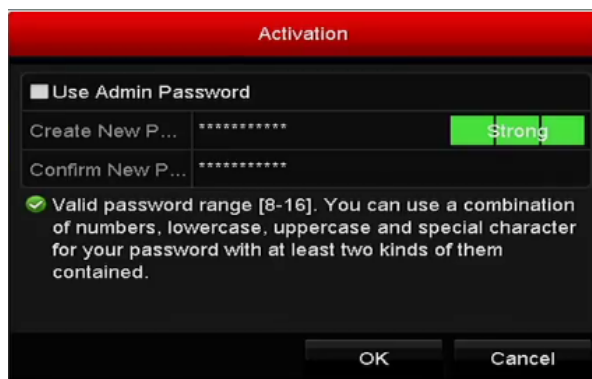 Activation
Use Admin Password
Create New P... *********** Strong
Confirm New P... ***********
Valid password range [8-16]. You can use a combination
of numbers, lowercase, uppercase and special character
for your password with at least two kinds of them
contained.
OK Cancel